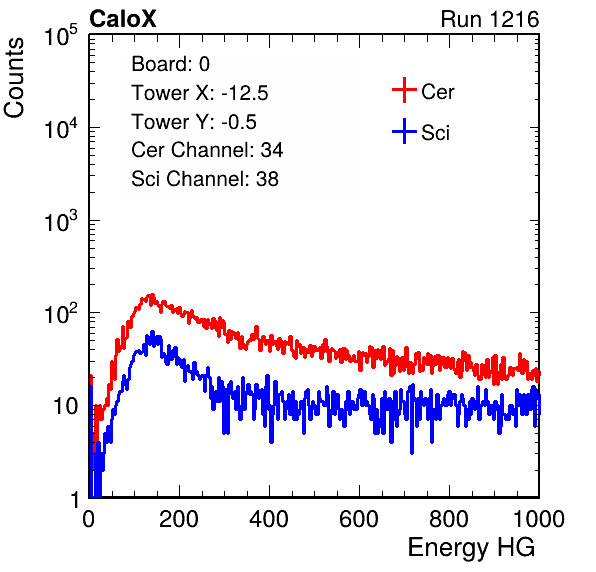 CaloX Run 1216
Counts
10^5
10^4
10^3
10^2
10
1
Board: 0
Tower X: -12.5
Tower Y: -0.5
Cer Channel: 34
Sci Channel: 38
Cer
Sci
0 200 400 600 800 1000
Energy HG